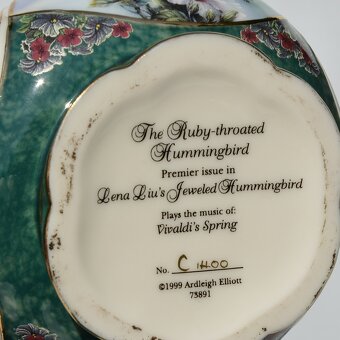 The Ruby-throated
Hummingbird
Premier issue in
Lena Liu's Jeweled Hummingbird
Plays the music of:
Vivaldi's Spring
No. C 1400
©1999 Ardleigh Elliott
73891